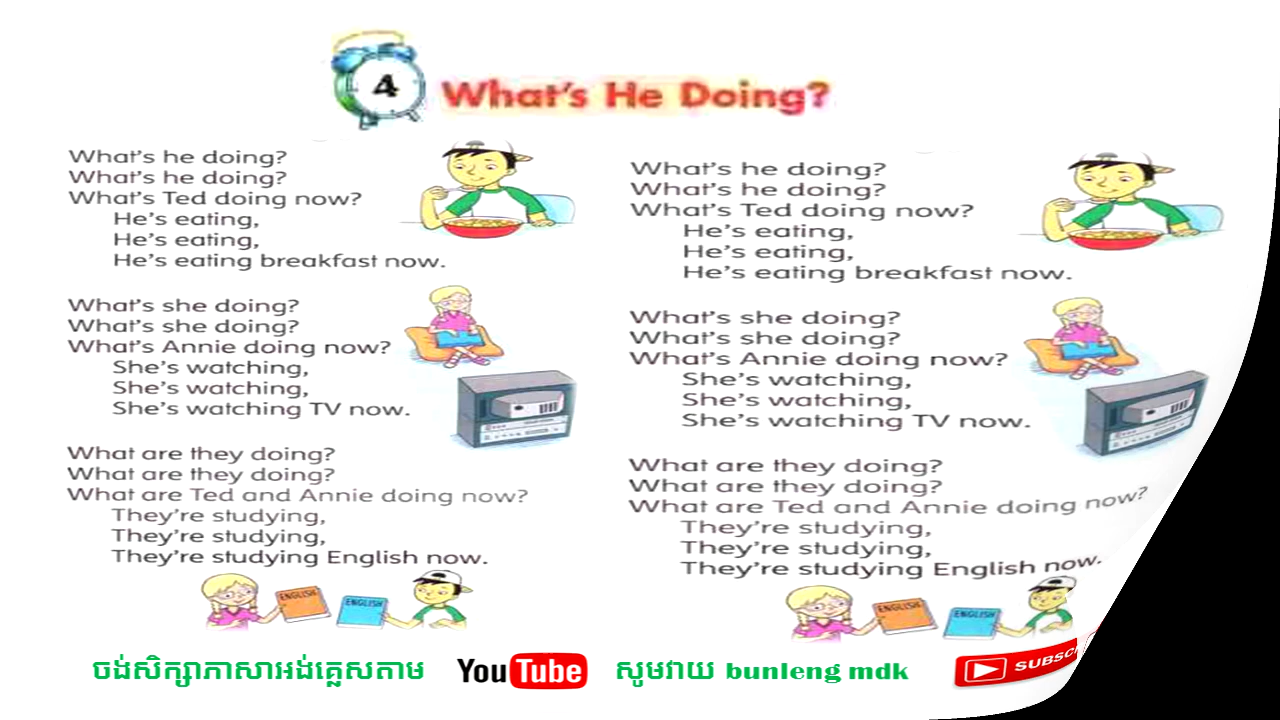 4
What's He Doing?
What's he doing?
What's he doing?
What's Ted doing now?
He's eating,
He's eating,
He's eating breakfast now.
What's she doing?
What's she doing?
What's Annie doing now?
She's watching,
She's watching,
She's watching TV now.
What are they doing?
What are they doing?
What are Ted and Annie doing now?
They're studying,
They're studying,
They're studying English now.
ENGLISH
ENGLISH
What's he doing?
What's he doing?
What's Ted doing now?
He's eating,
He's eating,
He's eating breakfast now.
What's she doing?
What's she doing?
What's Annie doing now?
She's watching,
She's watching,
She's watching TV now.
What are they doing?
What are they doing?
What are Ted and Annie doing now?
They're studying,
They're studying,
They're studying English now.
ENGLISH
ENGLISH
ចង់សិក្សាភាសាអង់គ្លេសតាម YouTube សូមវាយ bunleng mdk SUBSC